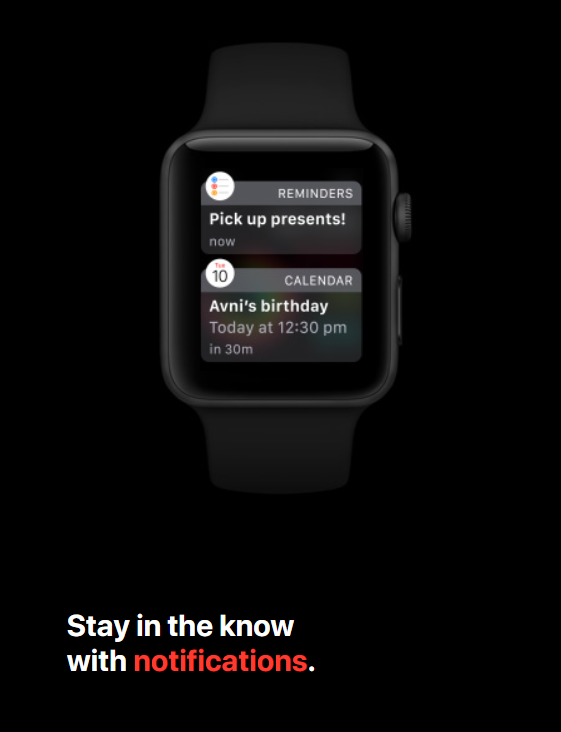 REMINDERS
Pick up presents!
now
Tue
10
CALENDAR
Avni's birthday
Today at 12:30 pm
in 30m
Stay in the know
with notifications.